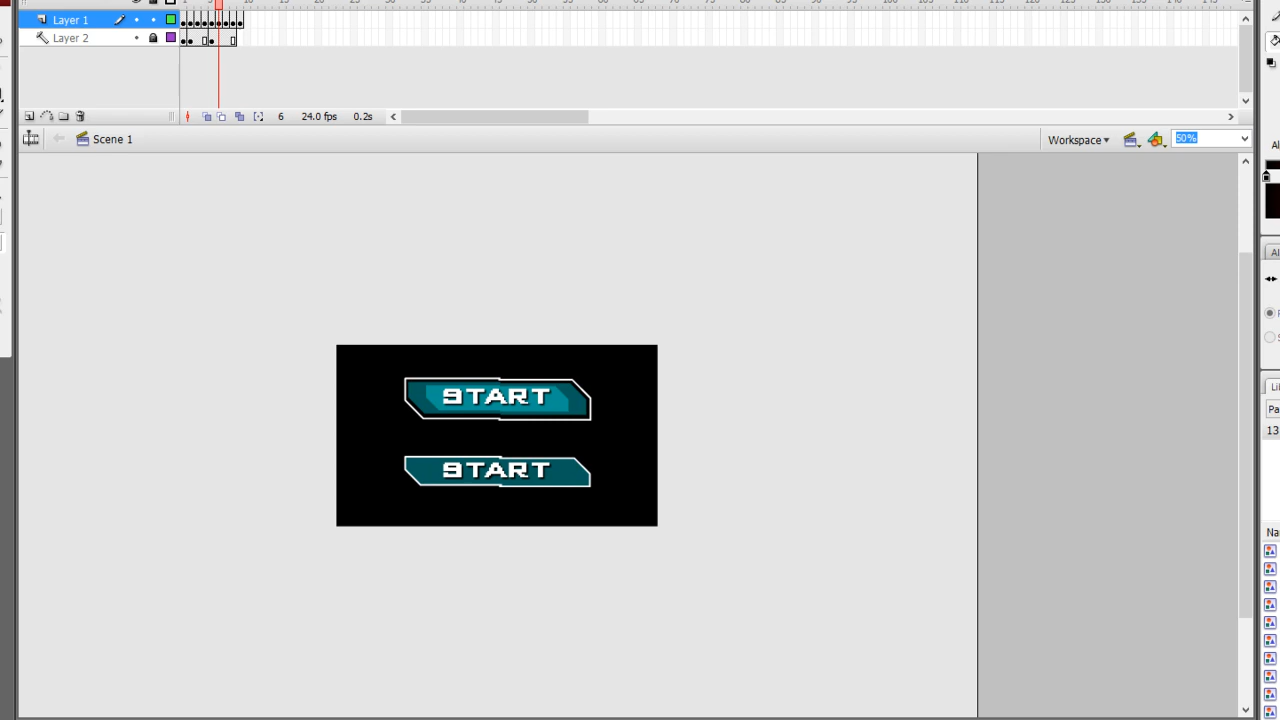 Layer 1
Layer 2
6 24.0 fps 0.2s
Scene 1
Workspace
50%
START
START